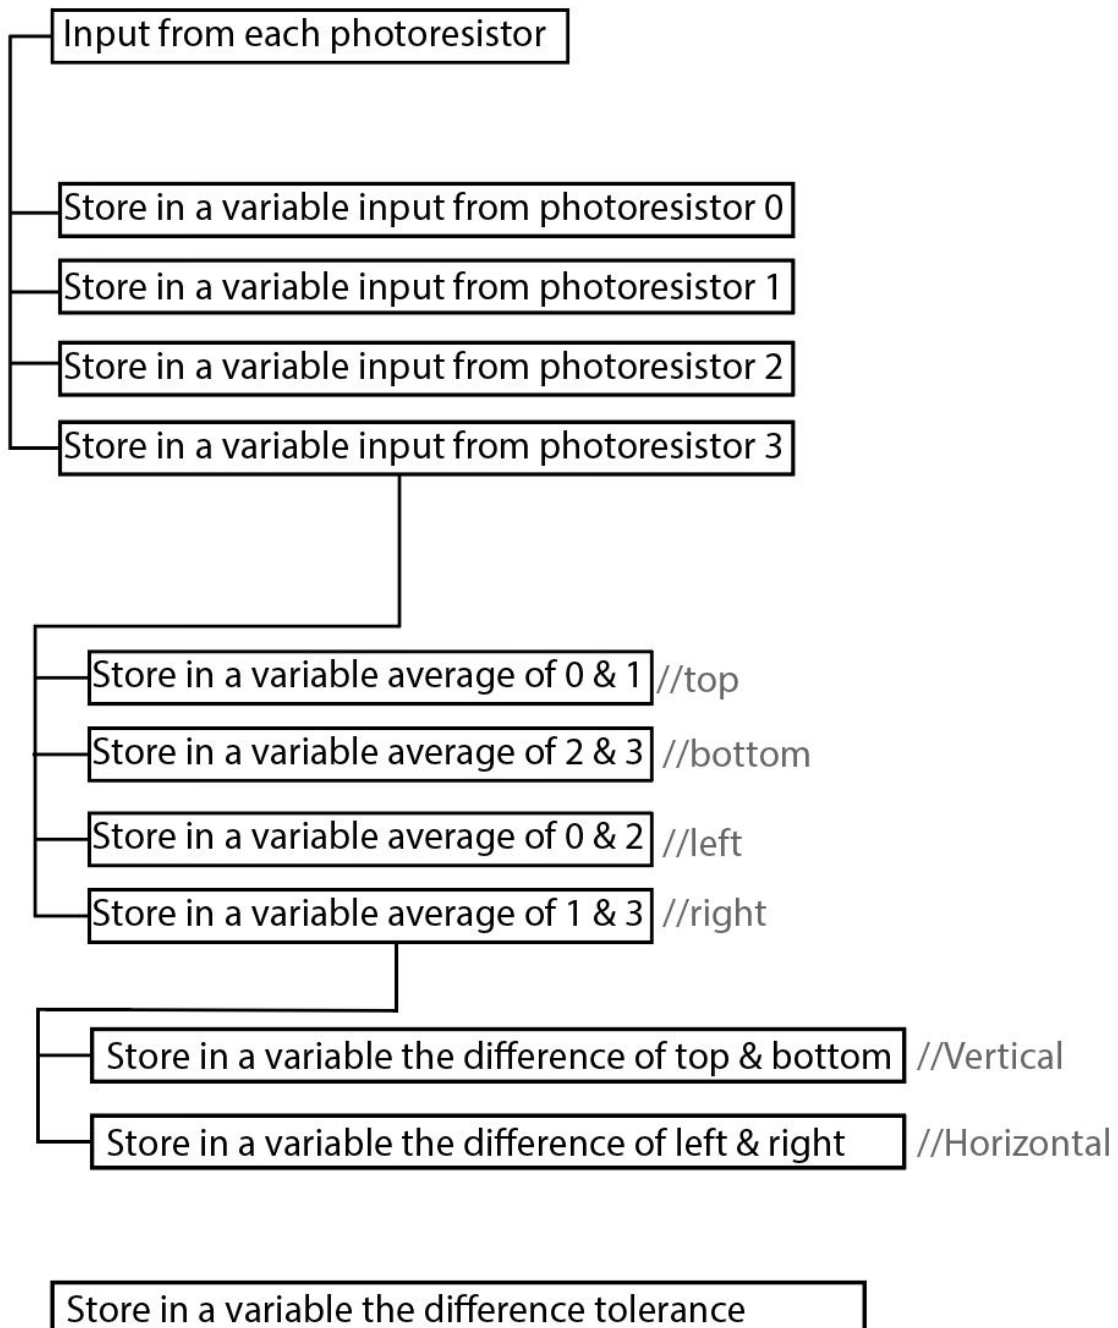 Input from each photoresistor
Store in a variable input from photoresistor 0
Store in a variable input from photoresistor 1
Store in a variable input from photoresistor 2
Store in a variable input from photoresistor 3
Store in a variable average of 0 & 1 //top
Store in a variable average of 2 & 3 //bottom
Store in a variable average of 0 & 2 //left
Store in a variable average of 1 & 3 //right
Store in a variable the difference of top & bottom //Vertical
Store in a variable the difference of left & right //Horizontal
Store in a variable the difference tolerance